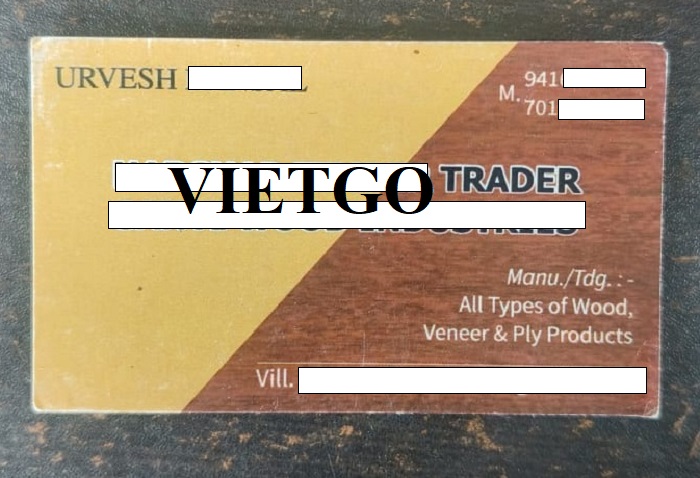 URVESH
M. 941
701
VIETGO
TRADER
Manu./Tdg. : -
All Types of Wood,
Veneer & Ply Products
Vill.